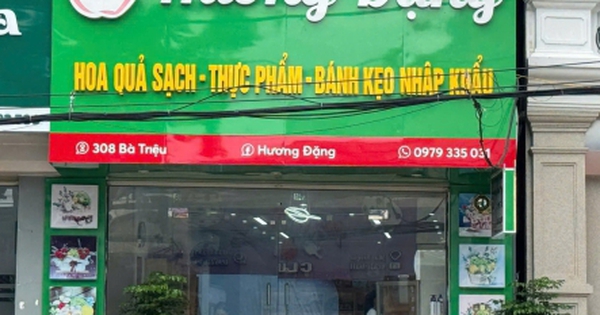 Hương Đặng
HOA QUẢ SẠCH - THỰC PHẨM - BÁNH KẸO NHẬP KHẨU
308 Bà Triệu Hương Đặng 0979 335 031